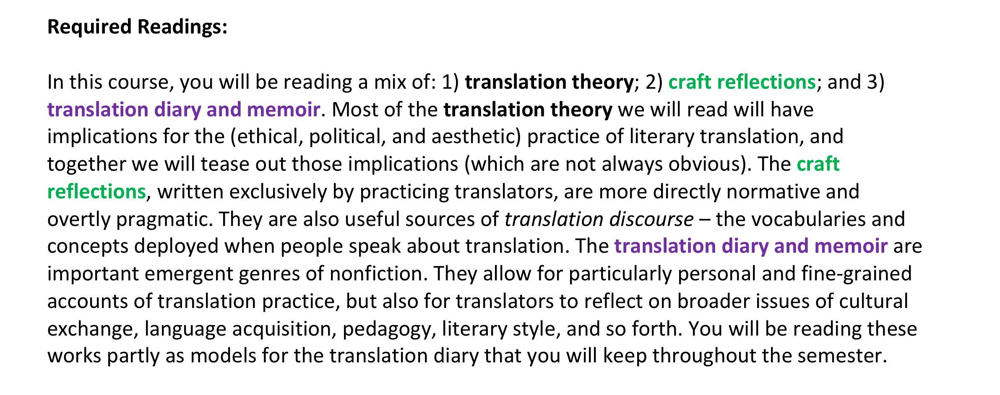 Required Readings:
In this course, you will be reading a mix of: 1) translation theory; 2) craft reflections; and 3)
translation diary and memoir. Most of the translation theory we will read will have
implications for the (ethical, political, and aesthetic) practice of literary translation, and
together we will tease out those implications (which are not always obvious). The craft
reflections, written exclusively by practicing translators, are more directly normative and
overtly pragmatic. They are also useful sources of translation discourse – the vocabularies and
concepts deployed when people speak about translation. The translation diary and memoir are
important emergent genres of nonfiction. They allow for particularly personal and fine-grained
accounts of translation practice, but also for translators to reflect on broader issues of cultural
exchange, language acquisition, pedagogy, literary style, and so forth. You will be reading these
works partly as models for the translation diary that you will keep throughout the semester.